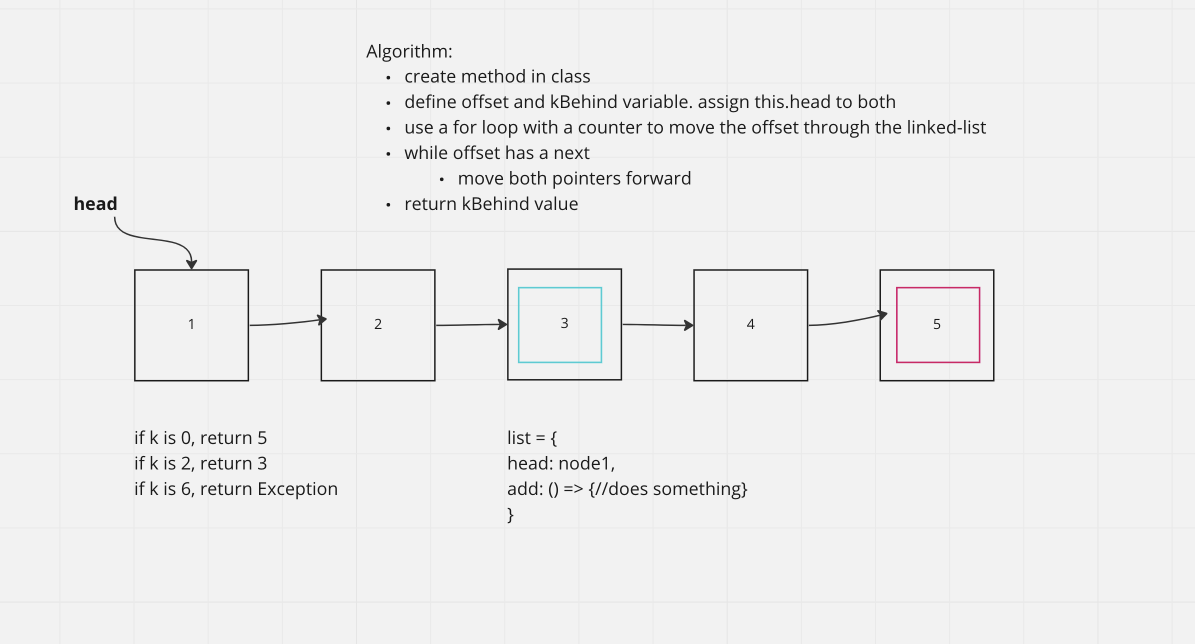 Algorithm:
• create method in class
• define offset and kBehind variable. assign this.head to both
• use a for loop with a counter to move the offset through the linked-list
• while offset has a next
• move both pointers forward
• return kBehind value
head
1
2
3
4
5
if k is 0, return 5
if k is 2, return 3
if k is 6, return Exception
list = {
head: node1,
add: () => {//does something}
}